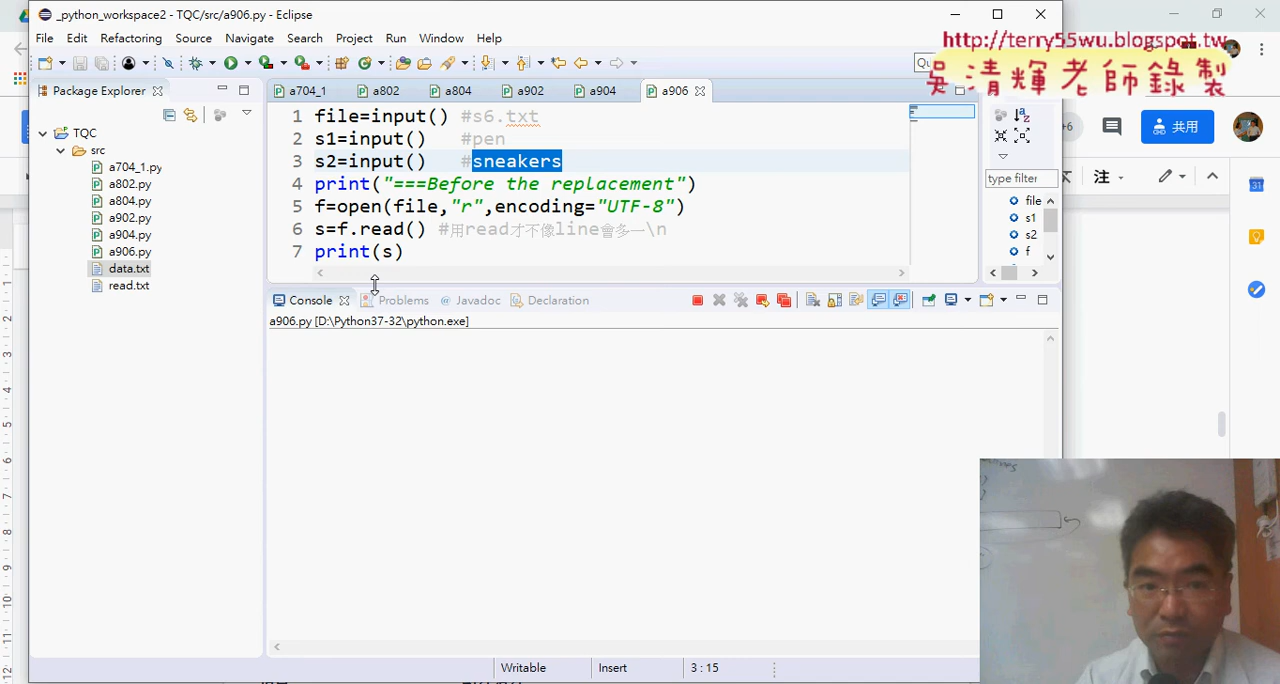 _python_workspace2 - TQC/src/a906.py - Eclipse
http://terry55wu.blogspot.tw
吳清輝老師錄製
File Edit Refactoring Source Navigate Search Project Run Window Help
Package Explorer
a704_1 a802 a804 a902 a904 a906
TQC
src
a704_1.py
a802.py
a804.py
a902.py
a904.py
a906.py
data.txt
read.txt
1 file=input() #s6.txt
2 s1=input() #pen
3 s2=input() #sneakers
4 print("===Before the replacement")
5 f=open(file,"r",encoding="UTF-8")
6 s=f.read() #用read才不像line會多一\n
7 print(s)
type filter
file
s1
s2
f
共用
注
Console Problems Javadoc Declaration
a906.py [D:\Python37-32\python.exe]
Writable Insert 3 : 15